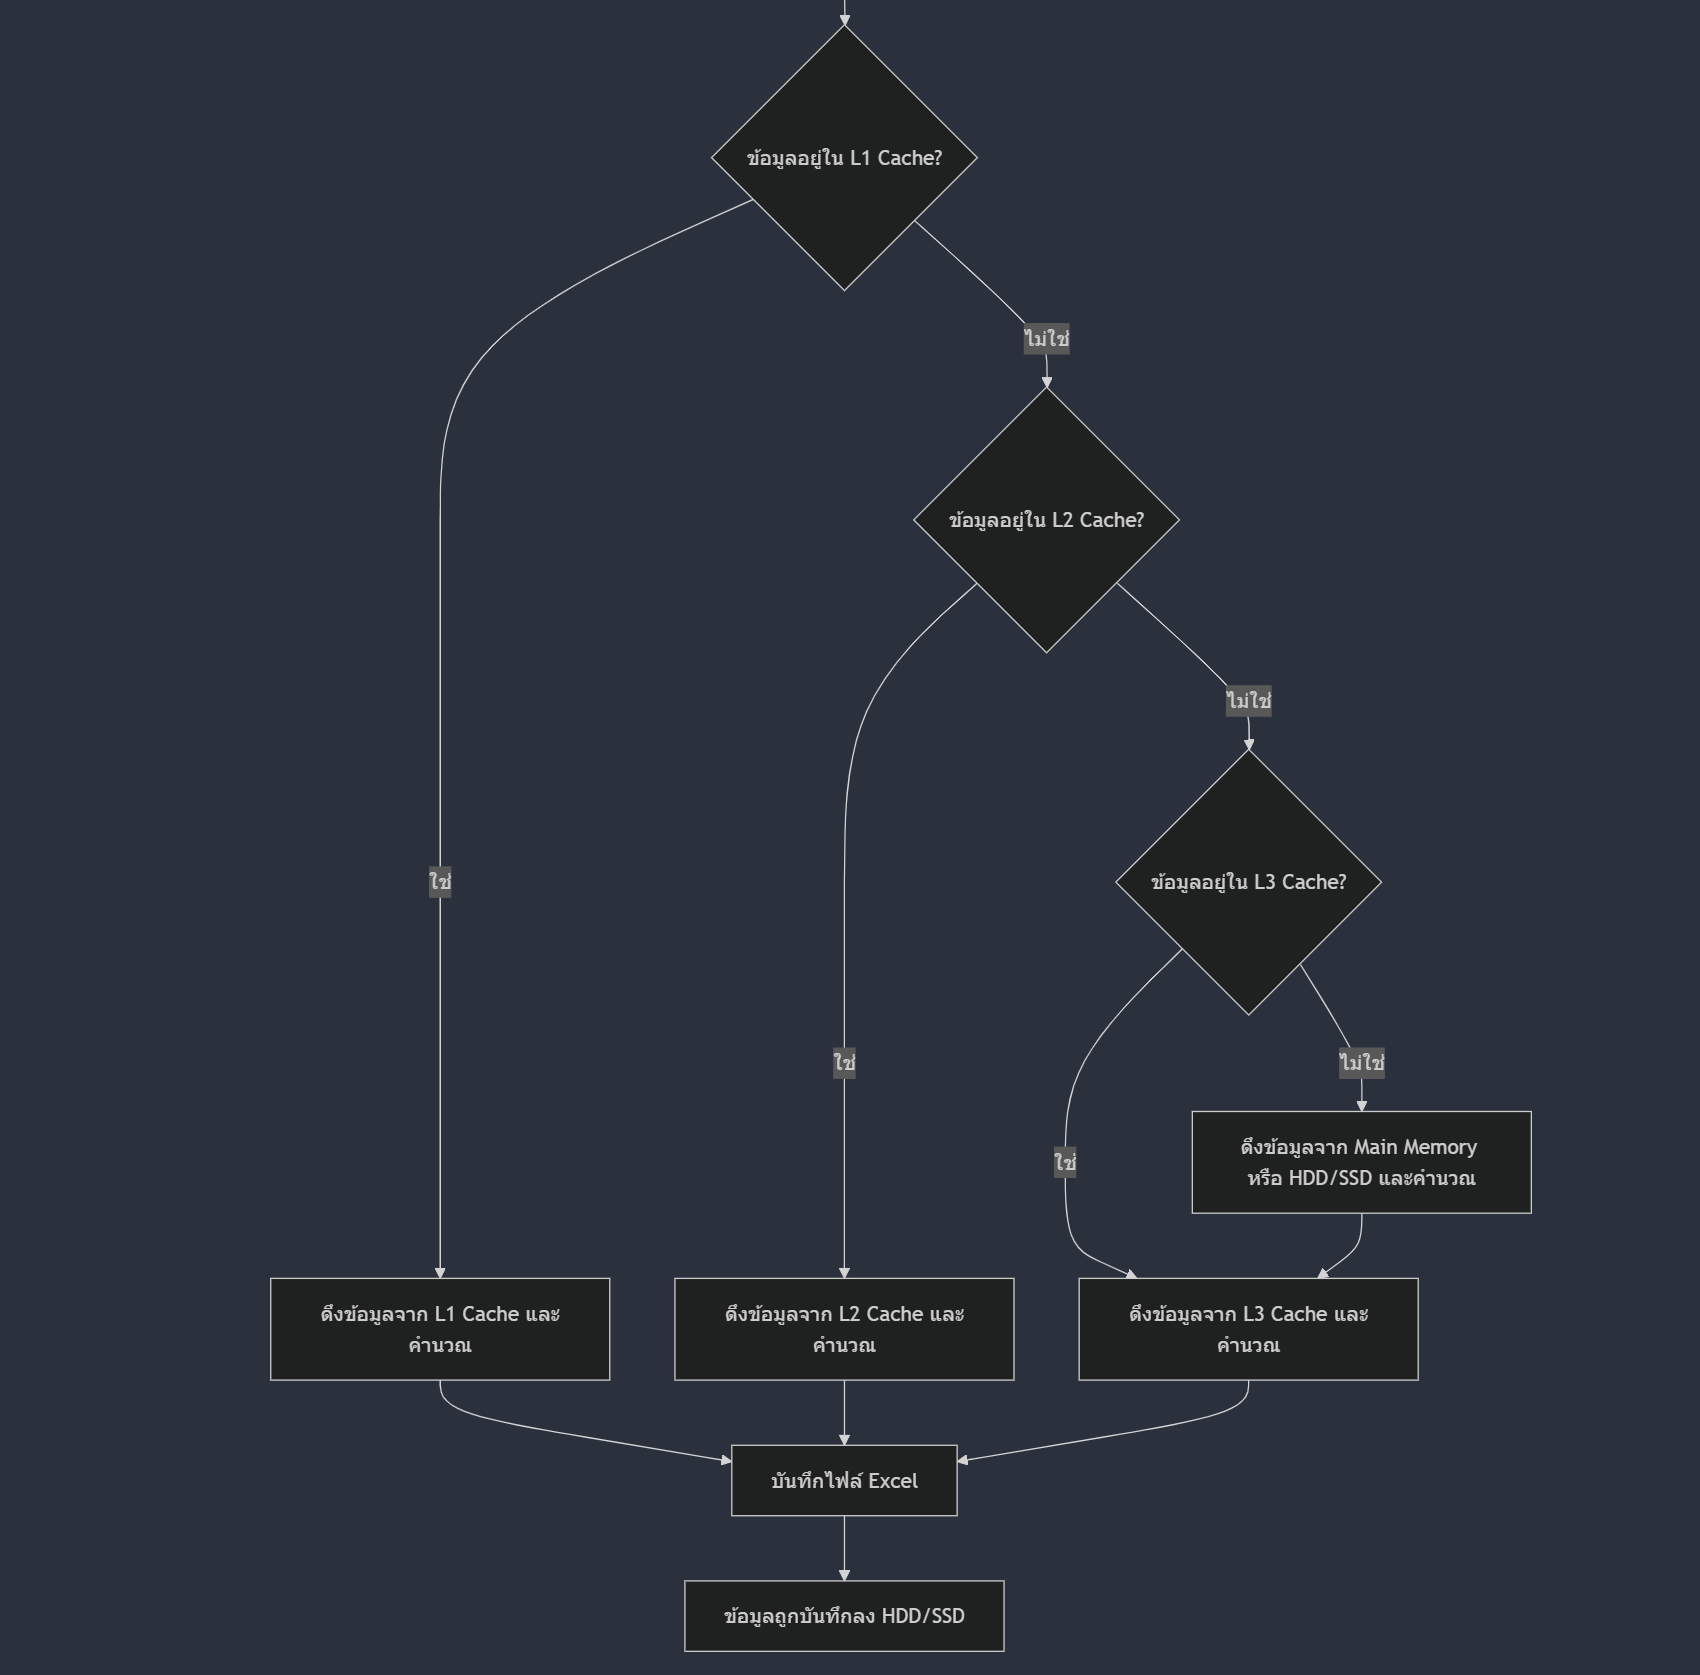 ข้อมูลอยู่ใน L1 Cache?
ไม่ใช่
ข้อมูลอยู่ใน L2 Cache?
ไม่ใช่
ข้อมูลอยู่ใน L3 Cache?
ใช่
ใช่
ไม่ใช่
ใช่
ดึงข้อมูลจาก Main Memory
หรือ HDD/SSD และคำนวณ
ดึงข้อมูลจาก L1 Cache และ
คำนวณ
ดึงข้อมูลจาก L2 Cache และ
คำนวณ
ดึงข้อมูลจาก L3 Cache และ
คำนวณ
บันทึกไฟล์ Excel
ข้อมูลถูกบันทึกลง HDD/SSD